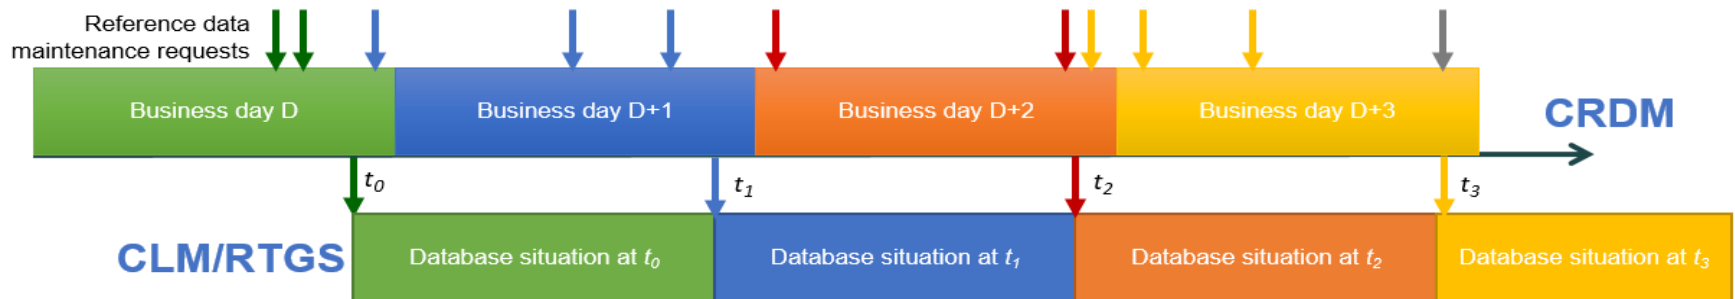 Reference data
maintenance requests
Business day D
Business day D+1
Business day D+2
Business day D+3
CRDM
t0
t1
t2
t3
CLM/RTGS
Database situation at t0
Database situation at t1
Database situation at t2
Database situation at t3